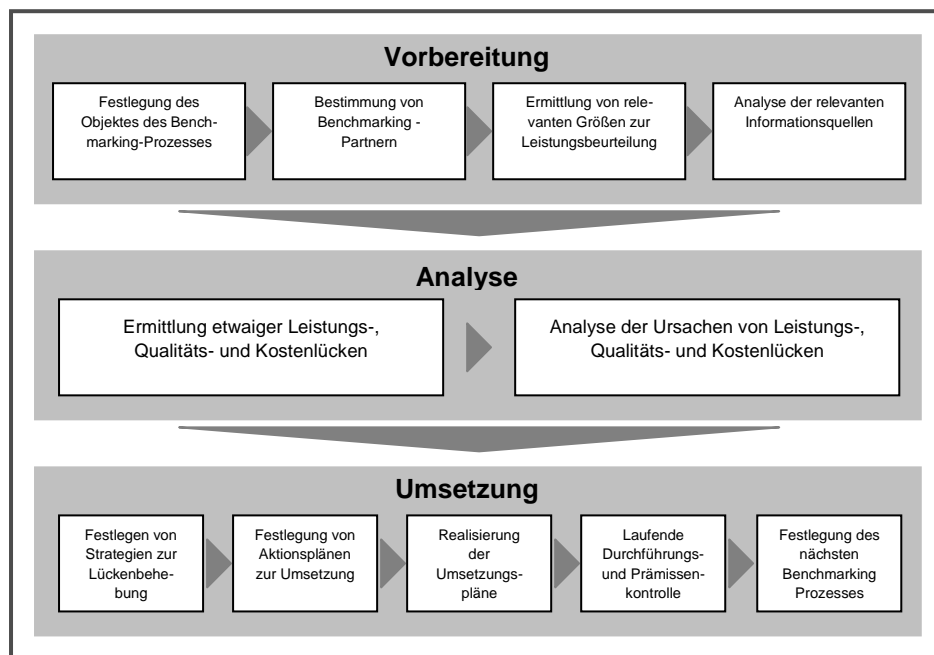 Vorbereitung
Festlegung des
Objektes des Bench-
marking-Prozesses
Bestimmung von
Benchmarking -
Partnern
Ermittlung von rele-
vanten Größen zur
Leistungsbeurteilung
Analyse der relevanten
Informationsquellen
Analyse
Ermittlung etwaiger Leistungs-,
Qualitäts- und Kostenlücken
Analyse der Ursachen von Leistungs-,
Qualitäts- und Kostenlücken
Umsetzung
Festlegen von
Strategien zur
Lückenbehe-
bung
Festlegung von
Aktionsplänen
zur Umsetzung
Realisierung
der
Umsetzungs-
pläne
Laufende
Durchführungs-
und Prämissen-
kontrolle
Festlegung des
nächsten
Benchmarking
Prozesses